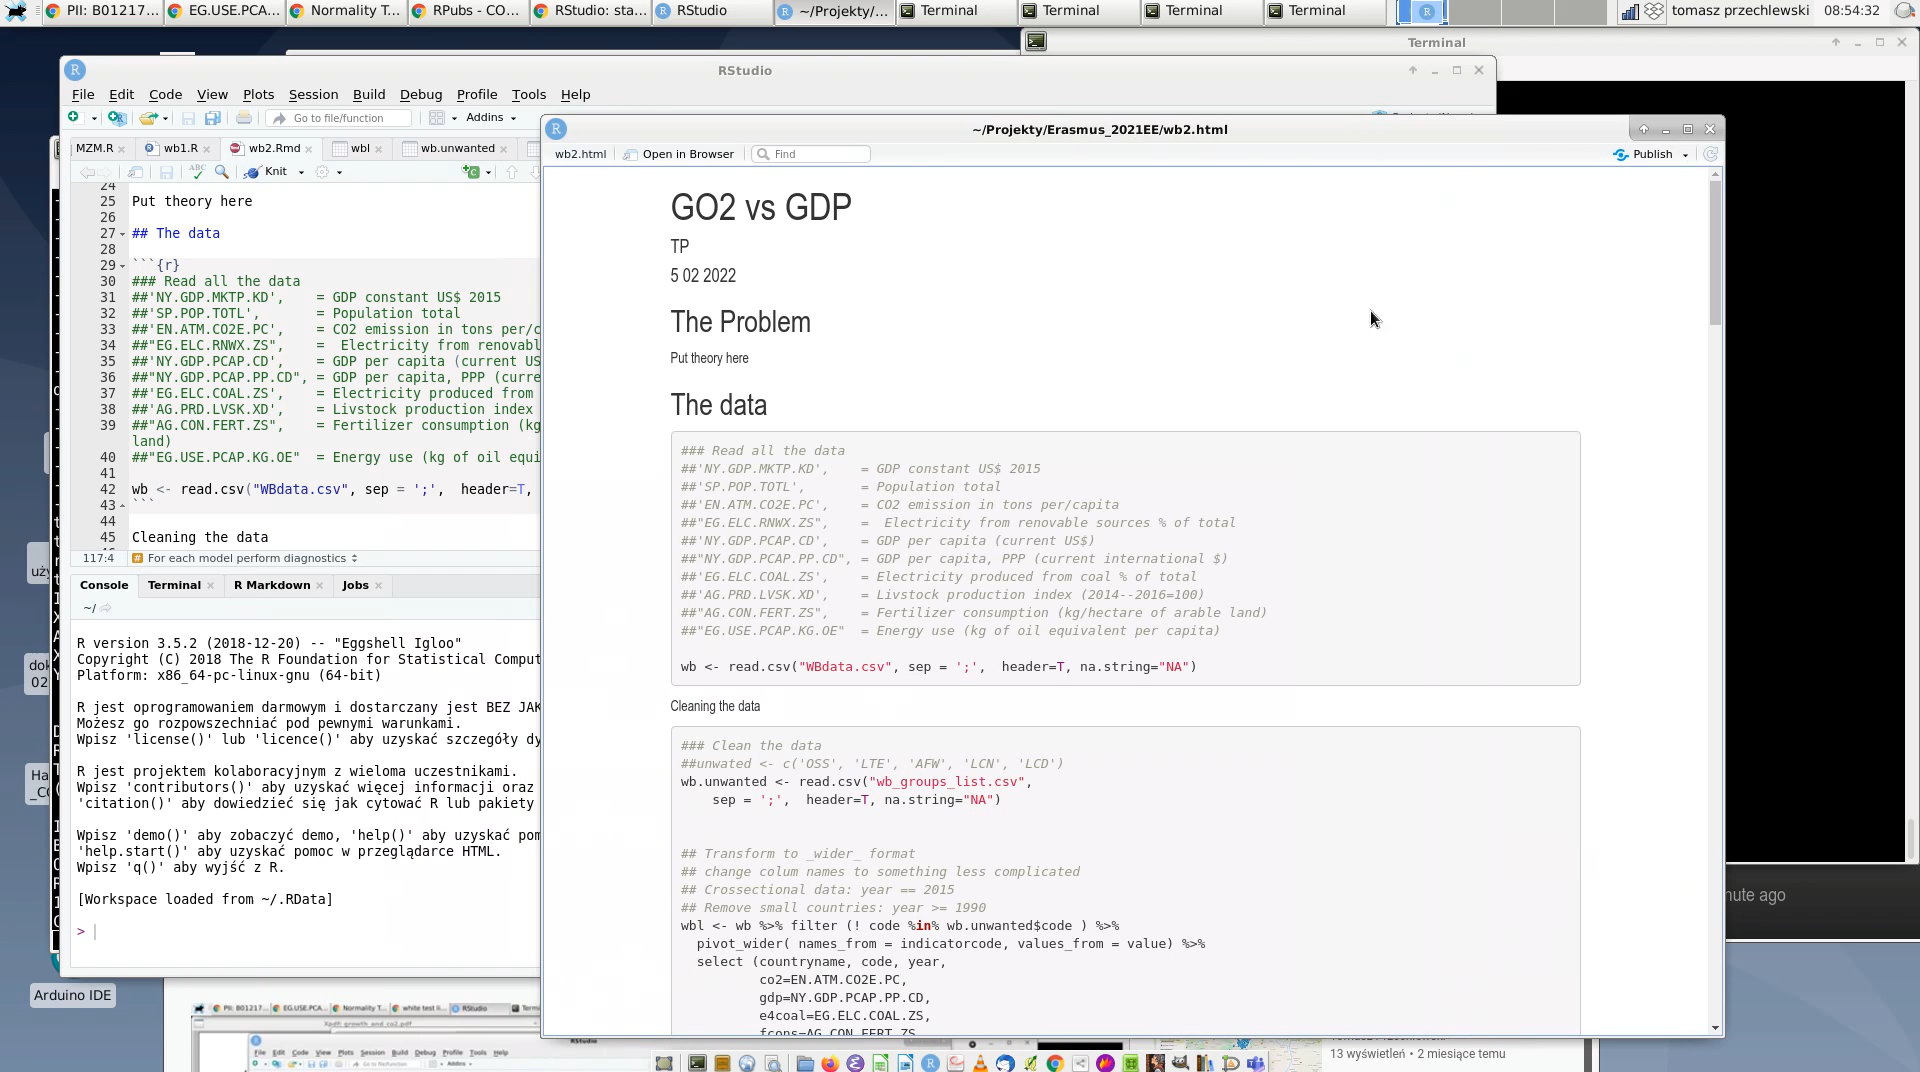 PII: B01217...
EG.USE.PCA...
Normality T...
RPubs - CO...
RStudio: sta...
RStudio
~/Projekty/...
Terminal
Terminal
Terminal
Terminal
tomasz przechlewski
08:54:32
Terminal
RStudio
File Edit Code View Plots Session Build Debug Profile Tools Help
Go to file/function
Addins
MZM.R
wb1.R
wb2.Rmd
wbl
wb.unwanted
Knit
24
25 Put theory here
26
27 ## The data
28
29 ```{r}
30 ### Read all the data
31 ##'NY.GDP.MKTP.KD',    = GDP constant US$ 2015
32 ##'SP.POP.TOTL',       = Population total
33 ##'EN.ATM.CO2E.PC',    = CO2 emission in tons per/c
34 ##"EG.ELC.RNWX.ZS",    =  Electricity from renewabl
35 ##'NY.GDP.PCAP.CD',    = GDP per capita (current US
36 ##"NY.GDP.PCAP.PP.CD", = GDP per capita, PPP (curre
37 ##'EG.ELC.COAL.ZS',    = Electricity produced from
38 ##'AG.PRD.LVSK.XD',    = Livstock production index
39 ##"AG.CON.FERT.ZS",    = Fertilizer consumption (kg
land)
40 ##"EG.USE.PCAP.KG.OE"  = Energy use (kg of oil equi
41
42 wb <- read.csv("WBdata.csv", sep = ';',  header=T,
43 ```
44
45 Cleaning the data
117:4 For each model perform diagnostics
Console Terminal R Markdown Jobs
~/
R version 3.5.2 (2018-12-20) -- "Eggshell Igloo"
Copyright (C) 2018 The R Foundation for Statistical Comput
Platform: x86_64-pc-linux-gnu (64-bit)
R jest oprogramowaniem darmowym i dostarczany jest BEZ JAK
Możesz go rozpowszechniać pod pewnymi warunkami.
Wpisz 'license()' lub 'licence()' aby uzyskać szczegóły dy
R jest projektem kolaboracyjnym z wieloma uczestnikami.
Wpisz 'contributors()' aby uzyskać więcej informacji oraz
'citation()' aby dowiedzieć się jak cytować R lub pakiety
Wpisz 'demo()' aby zobaczyć demo, 'help()' aby uzyskać pom
'help.start()' aby uzyskać pomoc w przeglądarce HTML.
Wpisz 'q()' aby wyjść z R.
[Workspace loaded from ~/.RData]
>
~/Projekty/Erasmus_2021EE/wb2.html
wb2.html
Open in Browser
Find
Publish
GO2 vs GDP
TP
5 02 2022
The Problem
Put theory here
The data
### Read all the data
##'NY.GDP.MKTP.KD',    = GDP constant US$ 2015
##'SP.POP.TOTL',       = Population total
##'EN.ATM.CO2E.PC',    = CO2 emission in tons per/capita
##"EG.ELC.RNWX.ZS",    =  Electricity from renovable sources % of total
##'NY.GDP.PCAP.CD',    = GDP per capita (current US$)
##"NY.GDP.PCAP.PP.CD", = GDP per capita, PPP (current international $)
##'EG.ELC.COAL.ZS',    = Electricity produced from coal % of total
##'AG.PRD.LVSK.XD',    = Livstock production index (2014--2016=100)
##"AG.CON.FERT.ZS",    = Fertilizer consumption (kg/hectare of arable land)
##"EG.USE.PCAP.KG.OE"  = Energy use (kg of oil equivalent per capita)
wb <- read.csv("WBdata.csv", sep = ';',  header=T, na.string="NA")
Cleaning the data
### Clean the data
##unwated <- c('OSS', 'LTE', 'AFW', 'LCN', 'LCD')
wb.unwanted <- read.csv("wb_groups_list.csv",
    sep = ';',  header=T, na.string="NA")
## Transform to _wider_ format
## change colum names to something less complicated
## Crossectional data: year == 2015
## Remove small countries: year >= 1990
wbl <- wb %>% filter (! code %in% wb.unwanted$code ) %>%
  pivot_wider( names_from = indicatorcode, values_from = value) %>%
  select (countryname, code, year,
          co2=EN.ATM.CO2E.PC,
          gdp=NY.GDP.PCAP.PP.CD,
          e4coal=EG.ELC.COAL.ZS,
          fcons=AG.CON.FERT.ZS
nute ago
Arduino IDE
13 wyświetleń • 2 miesiące temu